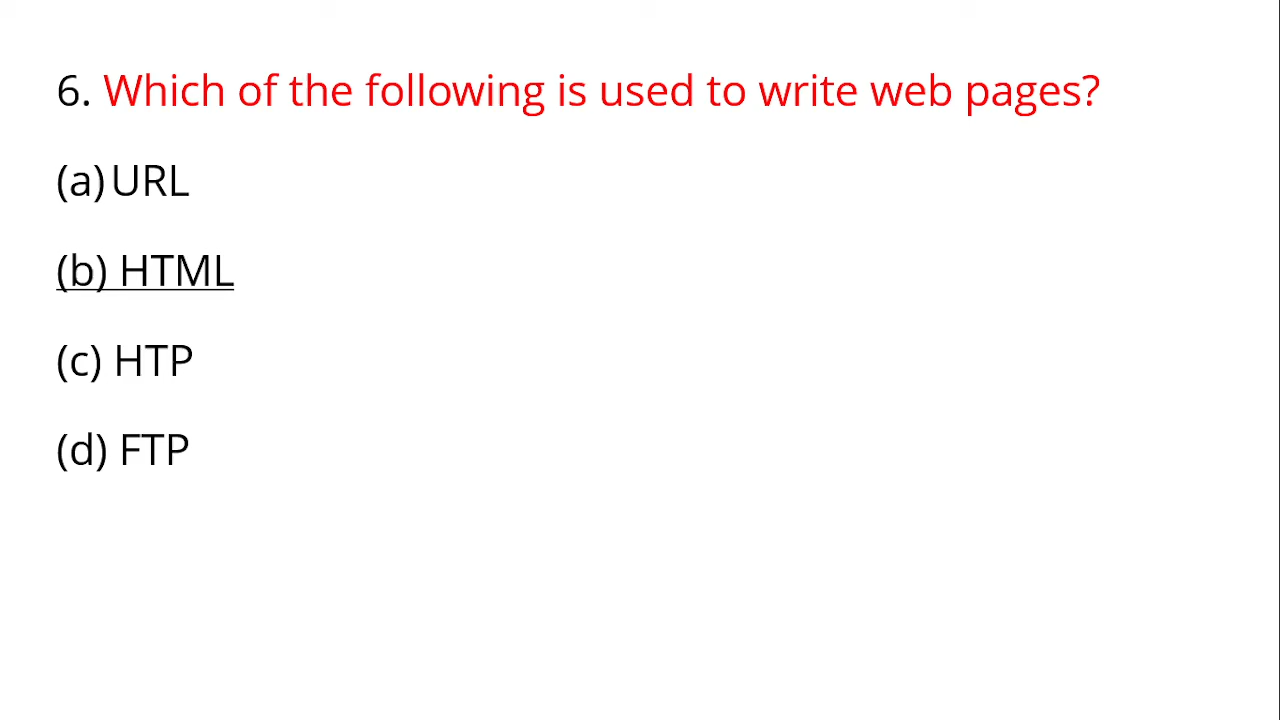 6. Which of the following is used to write web pages?
(a) URL
(b) HTML
(c) HTP
(d) FTP